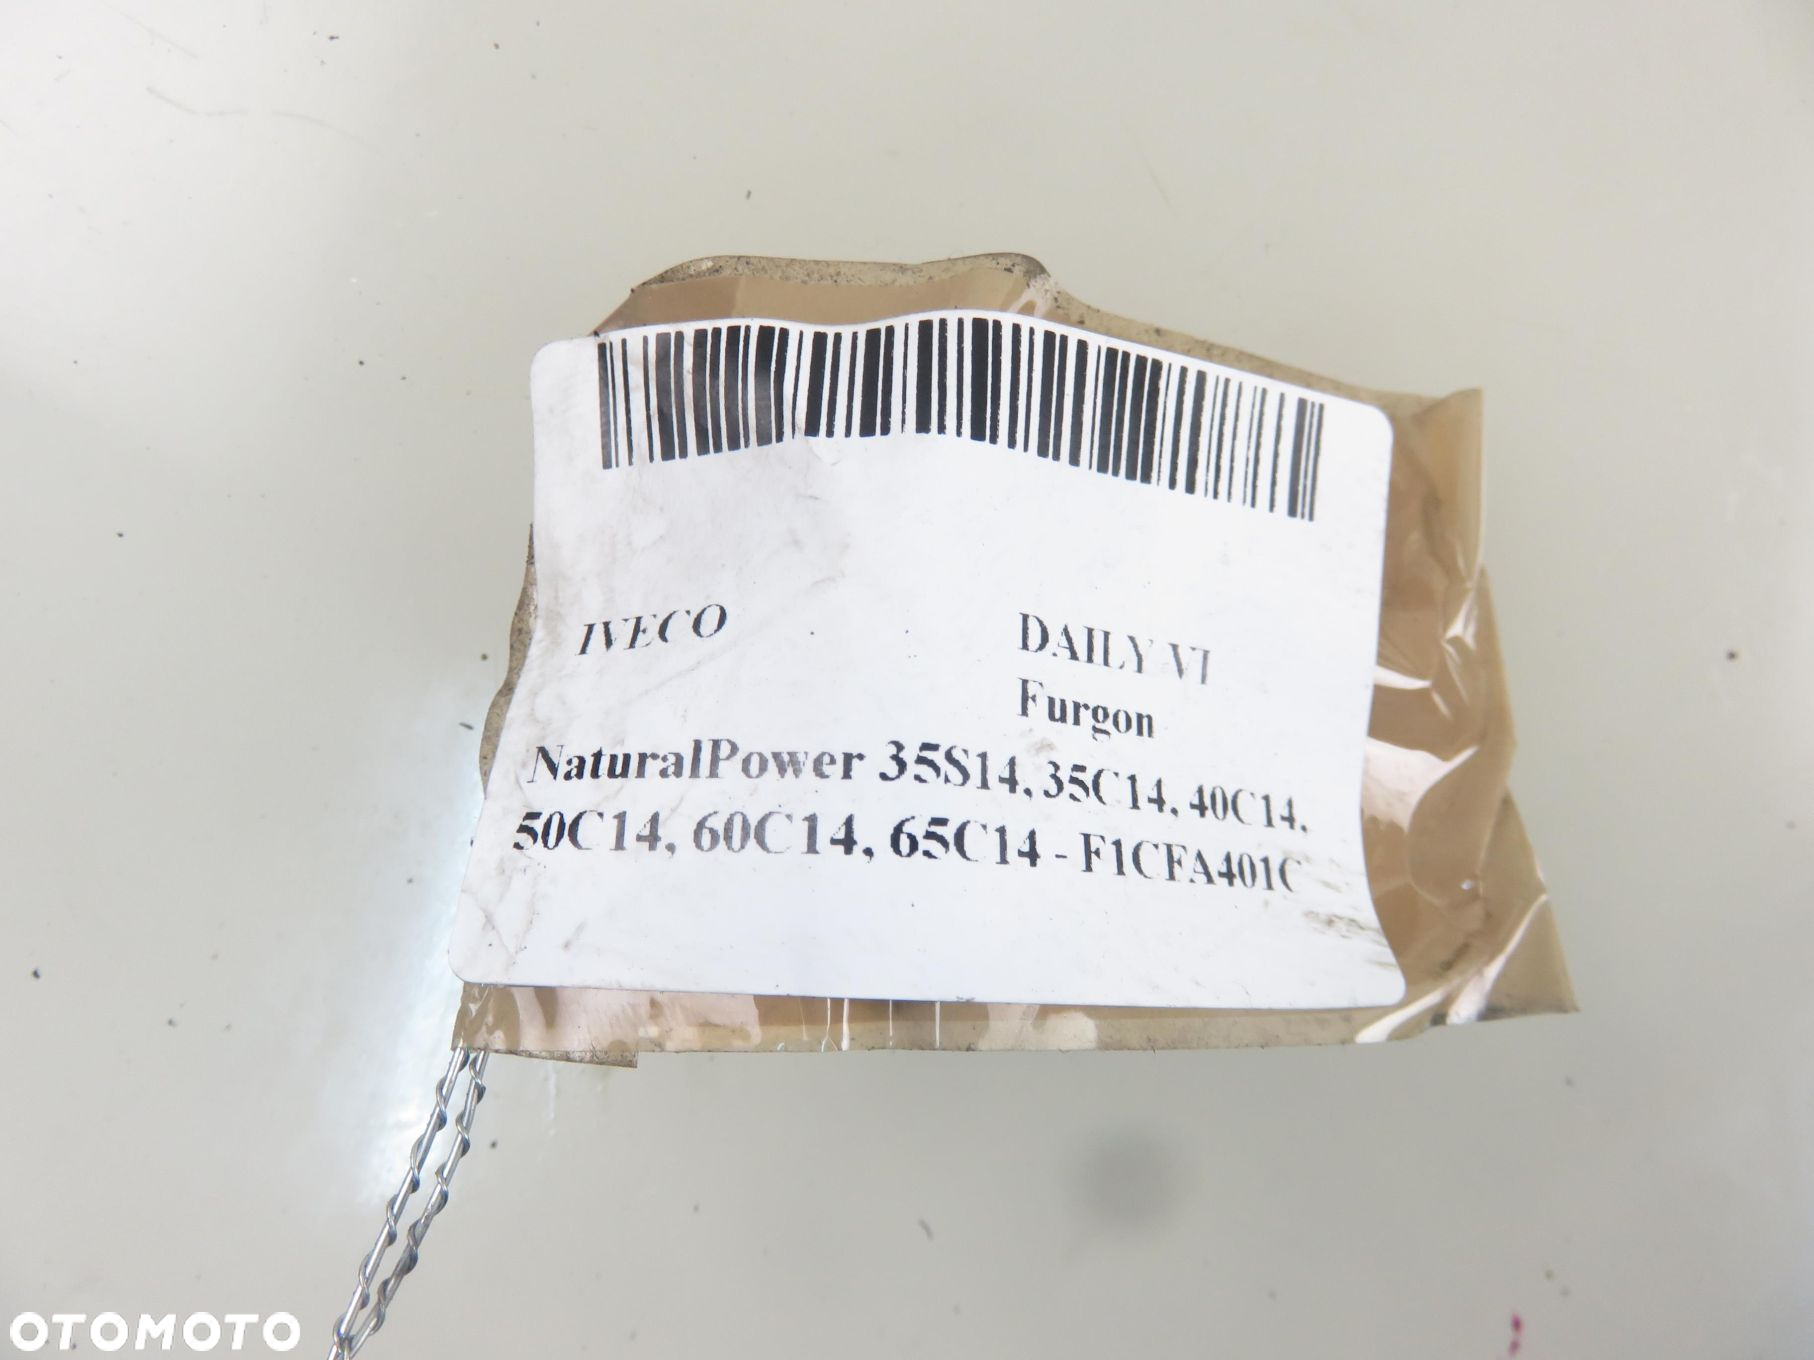 IVECO
DAILY VI
Furgon
NaturalPower 35S14, 35C14, 40C14,
50C14, 60C14, 65C14 - F1CFA401C
OTOMOTO